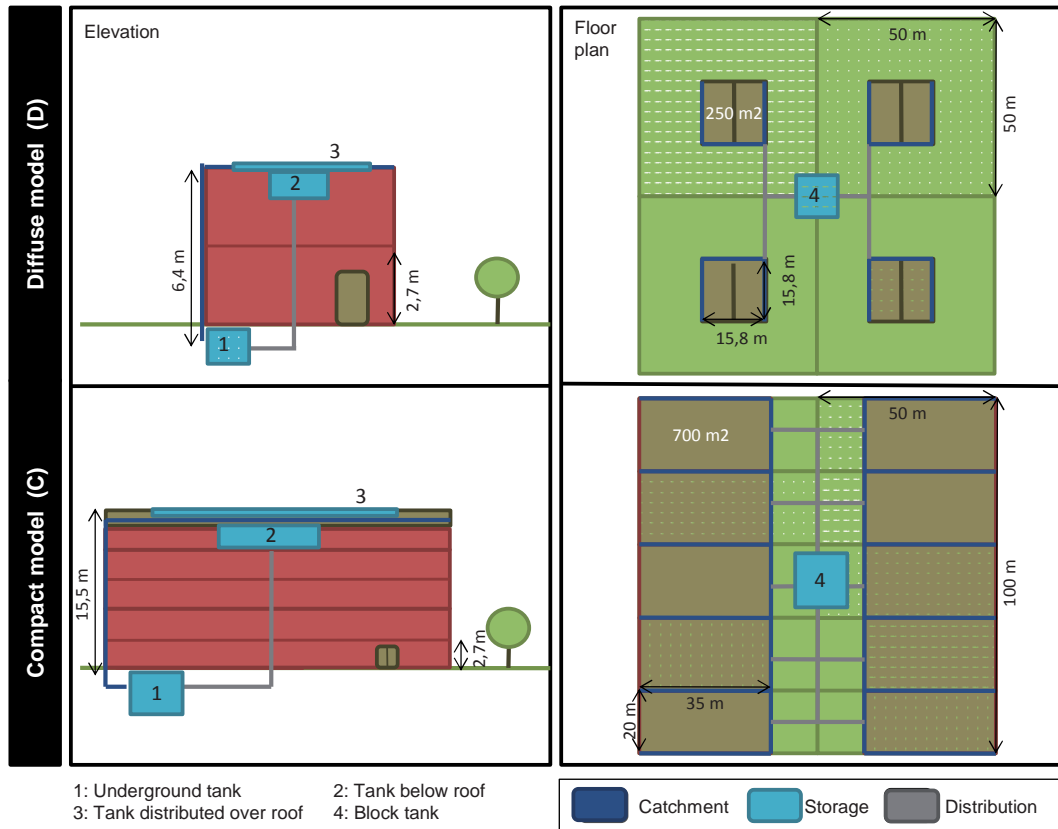 Diffuse model (D)
Elevation
3
2
6,4 m
2,7 m
1
Floor
plan
50 m
50 m
250 m2
4
15,8 m
15,8 m
Compact model (C)
3
2
15,5 m
2,7m
1
50 m
700 m2
4
100 m
35 m
20 m
1: Underground tank
2: Tank below roof
3: Tank distributed over roof
4: Block tank
Catchment
Storage
Distribution